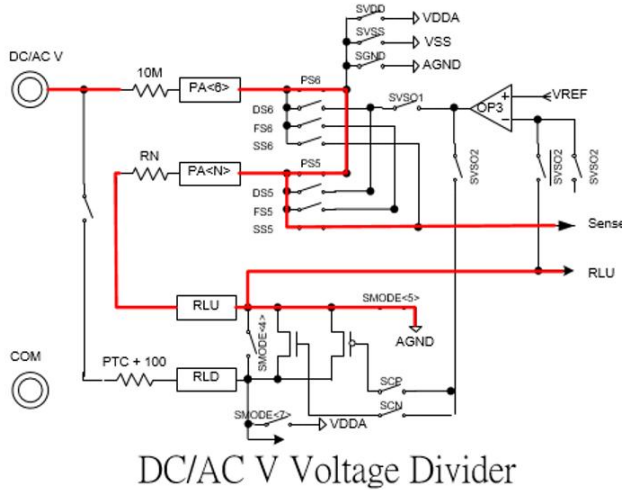 SVDD
VDDA
SVSS
VSS
SGND
AGND
DC/AC V
10M
PA<6>
PS6
DS6
FS6
SS6
SVSO1
OP3
+
-
VREF
SVSO2
SVSO2
SVSO2
RN
PA<N>
PS5
DS5
FS5
SS5
Sense
RLU
RLU
SMODE<5>
AGND
SMODE<4>
COM
PTC + 100
RLD
SCP
SCN
SMODE<7>
VDDA
DC/AC V Voltage Divider